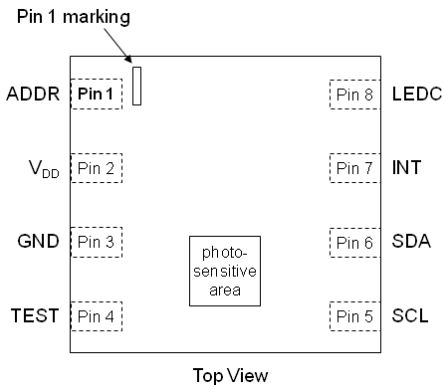 Pin 1 marking
ADDR Pin 1 Pin 8 LEDC
VDD Pin 2 Pin 7 INT
GND Pin 3 Pin 6 SDA
photo-
sensitive
area
TEST Pin 4 Pin 5 SCL
Top View